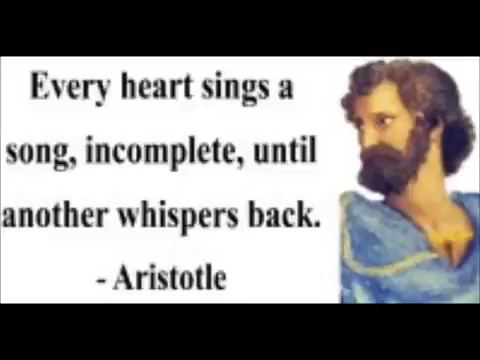 Every heart sings a
song, incomplete, until
another whispers back.
- Aristotle